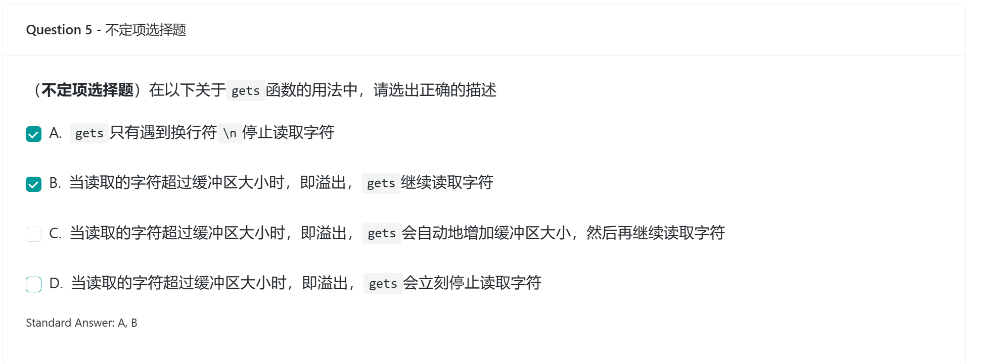 Question 5 - 不定项选择题
（不定项选择题）在以下关于 gets 函数的用法中，请选出正确的描述
A. gets 只有遇到换行符 \n 停止读取字符
B. 当读取的字符超过缓冲区大小时，即溢出， gets 继续读取字符
C. 当读取的字符超过缓冲区大小时，即溢出， gets 会自动地增加缓冲区大小，然后再继续读取字符
D. 当读取的字符超过缓冲区大小时，即溢出， gets 会立刻停止读取字符
Standard Answer: A, B